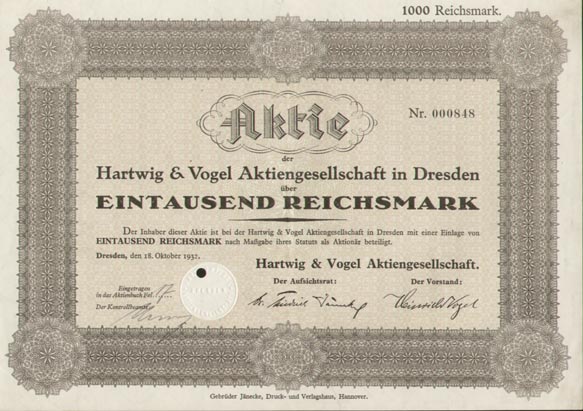 1000 Reichsmark.
Aktie
Nr. 000848
der
Hartwig & Vogel Aktiengesellschaft in Dresden
über
EINTAUSEND REICHSMARK
Der Inhaber dieser Aktie ist bei der Hartwig & Vogel Aktiengesellschaft in Dresden mit einer Einlage von
EINTAUSEND REICHSMARK nach Maßgabe ihres Statuts als Aktionär beteiligt.
Dresden, den 18. Oktober 1932.
Hartwig & Vogel Aktiengesellschaft.
Der Aufsichtsrat:
Der Vorstand:
Eingetragen
in das Aktienbuch Fol. 17
Der Kontrollbeamte
Heinrich Vogel
Gebrüder Jänecke, Druck- und Verlagshaus, Hannover.